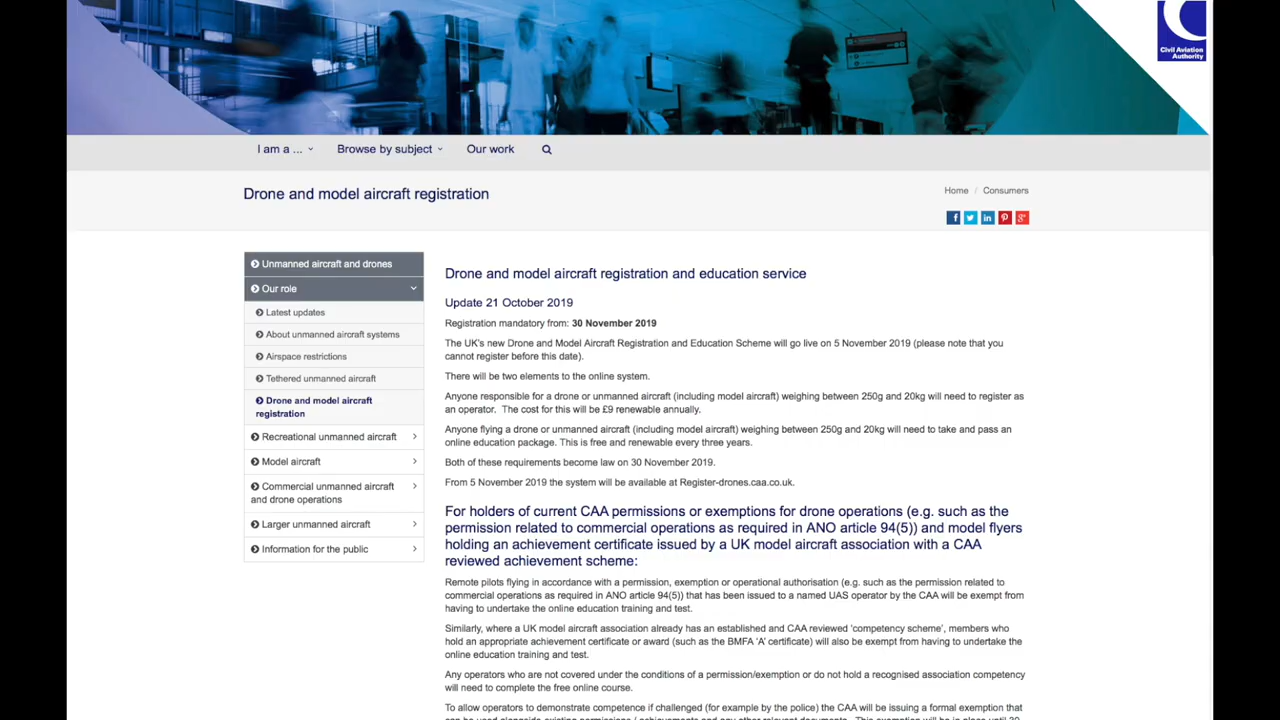 Civil Aviation
Authority
I am a ...
Browse by subject
Our work
Drone and model aircraft registration
Home / Consumers
Unmanned aircraft and drones
Our role
Latest updates
About unmanned aircraft systems
Airspace restrictions
Tethered unmanned aircraft
Drone and model aircraft
registration
Recreational unmanned aircraft
Model aircraft
Commercial unmanned aircraft
and drone operations
Larger unmanned aircraft
Information for the public
Drone and model aircraft registration and education service
Update 21 October 2019
Registration mandatory from: 30 November 2019
The UK's new Drone and Model Aircraft Registration and Education Scheme will go live on 5 November 2019 (please note that you
cannot register before this date).
There will be two elements to the online system.
Anyone responsible for a drone or unmanned aircraft (including model aircraft) weighing between 250g and 20kg will need to register as
an operator. The cost for this will be £9 renewable annually.
Anyone flying a drone or unmanned aircraft (including model aircraft) weighing between 250g and 20kg will need to take and pass an
online education package. This is free and renewable every three years.
Both of these requirements become law on 30 November 2019.
From 5 November 2019 the system will be available at Register-drones.caa.co.uk.
For holders of current CAA permissions or exemptions for drone operations (e.g. such as the
permission related to commercial operations as required in ANO article 94(5)) and model flyers
holding an achievement certificate issued by a UK model aircraft association with a CAA
reviewed achievement scheme:
Remote pilots flying in accordance with a permission, exemption or operational authorisation (e.g. such as the permission related to
commercial operations as required in ANO article 94(5)) that has been issued to a named UAS operator by the CAA will be exempt from
having to undertake the online education training and test.
Similarly, where a UK model aircraft association already has an established and CAA reviewed 'competency scheme', members who
hold an appropriate achievement certificate or award (such as the BMFA 'A' certificate) will also be exempt from having to undertake the
online education training and test.
Any operators who are not covered under the conditions of a permission/exemption or do not hold a recognised association competency
will need to complete the free online course.
To allow operators to demonstrate competence if challenged (for example by the police) the CAA will be issuing a formal exemption that